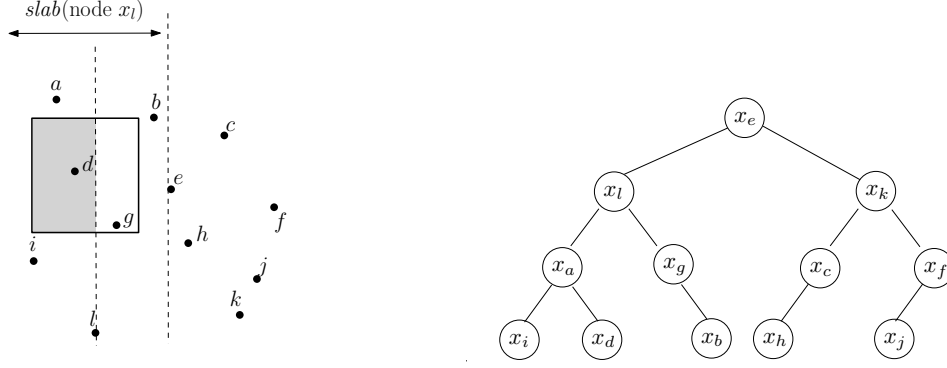 slab(node x_l)
a
b
c
d
e
g
f
i
h
j
k
l
x_e
x_l
x_k
x_a
x_g
x_c
x_f
x_i
x_d
x_b
x_h
x_j